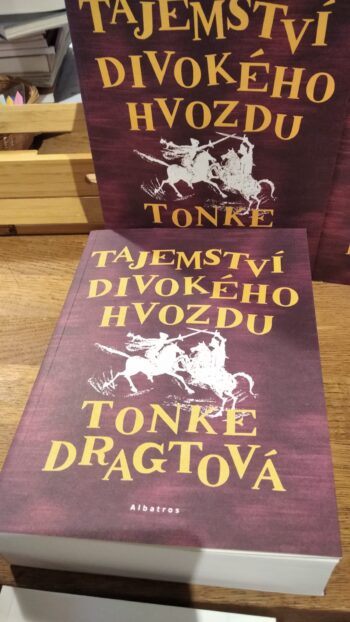 TAJEMSTVÍ
DIVOKÉHO
HVOZDU
TONKE
TAJEMSTVÍ
DIVOKÉHO
HVOZDU
TONKE
DRAGTOVÁ
Albatros